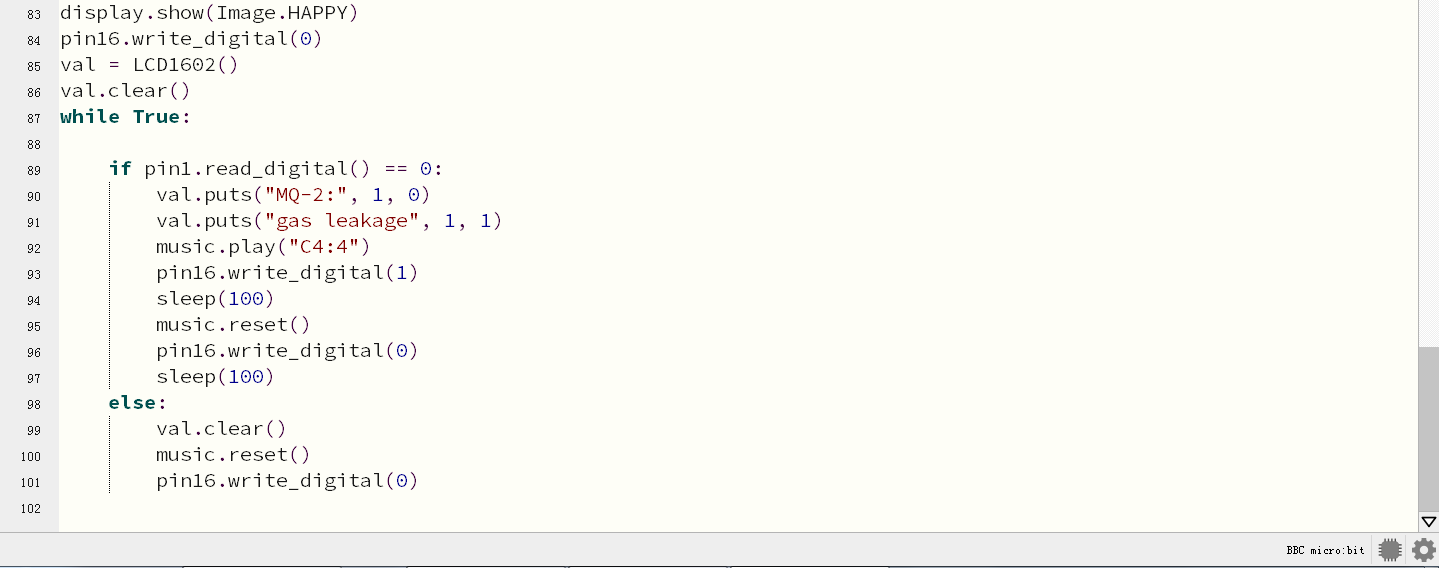 83 display.show(Image.HAPPY)
84 pin16.write_digital(0)
85 val = LCD1602()
86 val.clear()
87 while True:
88
89     if pin1.read_digital() == 0:
90         val.puts("MQ-2:", 1, 0)
91         val.puts("gas leakage", 1, 1)
92         music.play("C4:4")
93         pin16.write_digital(1)
94         sleep(100)
95         music.reset()
96         pin16.write_digital(0)
97         sleep(100)
98     else:
99         val.clear()
100         music.reset()
101         pin16.write_digital(0)
102
BBC micro:bit